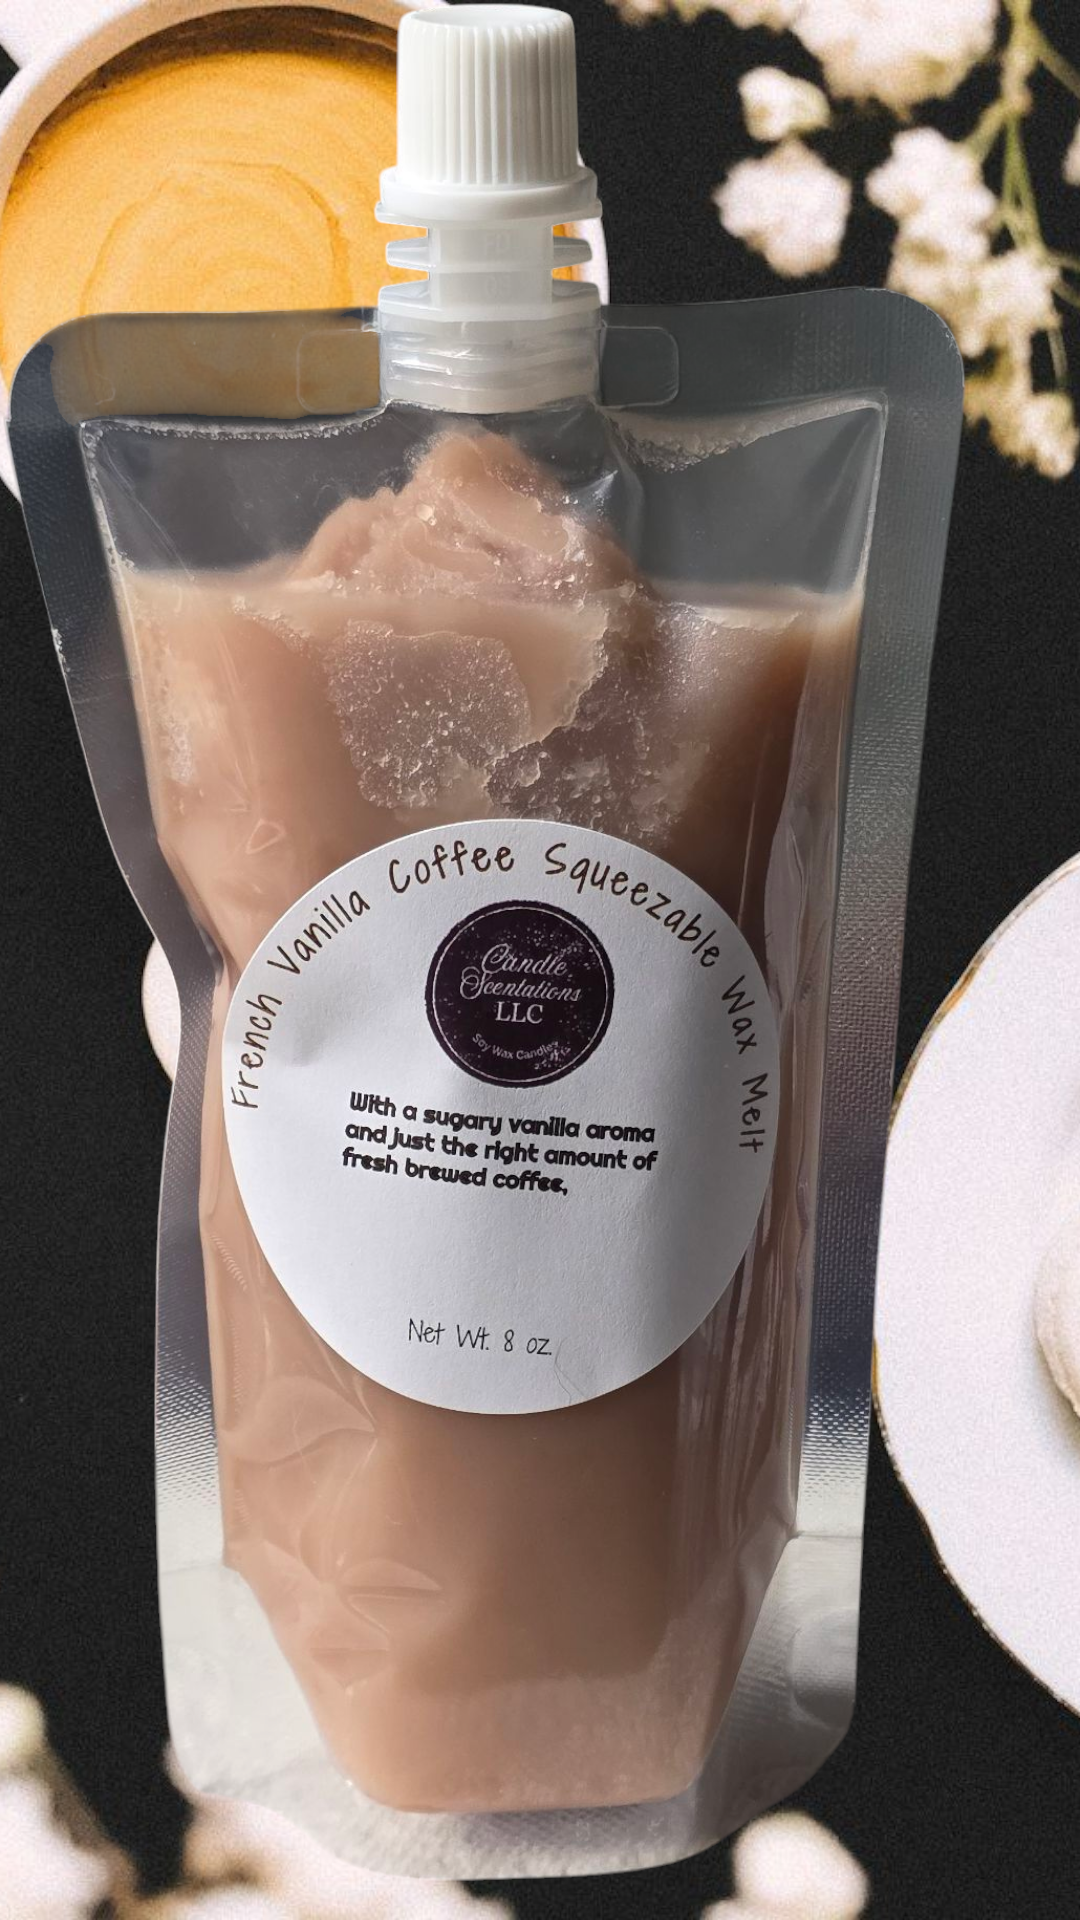 French Vanilla Coffee Squeezable Wax Melt
Candle
Scentations
LLC
Soy Wax Candles
With a sugary vanilla aroma
and just the right amount of
fresh brewed coffee,
Net Wt. 8 oz.